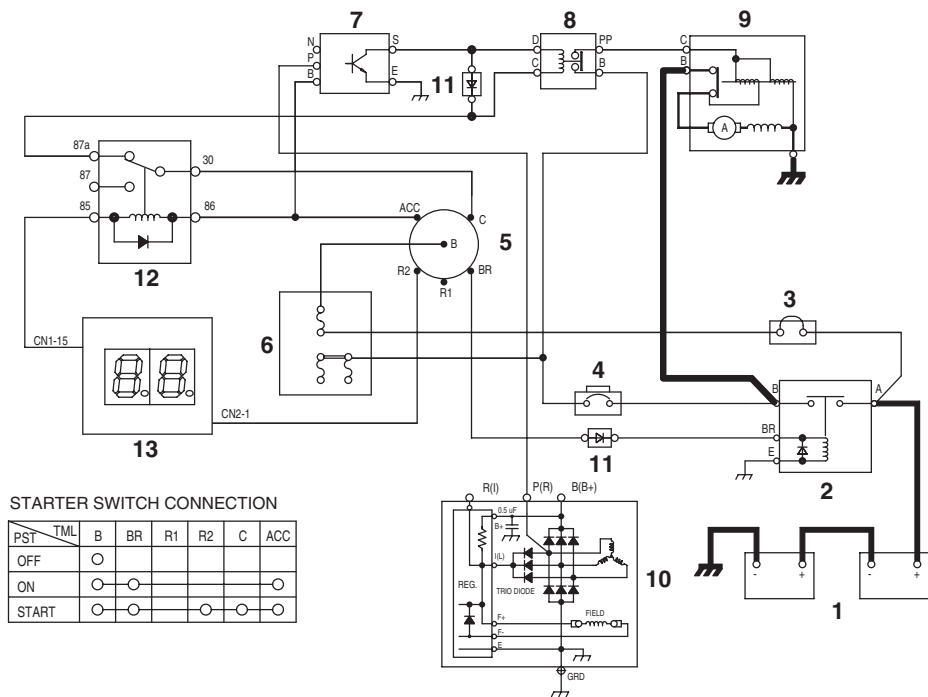 7
8
9
N
P
B
S
E
11
D
C
PP
B
C
B
A
87a
87
85
30
86
12
ACC
C
B
5
R2
BR
R1
6
3
4
CN1-15
CN2-1
13
B
A
BR
E
2
11
R(I)
P(R)
B(B+)
0.5 uF
B+
I(L)
TRIO DIODE
REG.
FIELD
F+
F-
E
GRD
10
-
+
-
+
1
STARTER SWITCH CONNECTION
PST TML B BR R1 R2 C ACC
OFF
ON
START